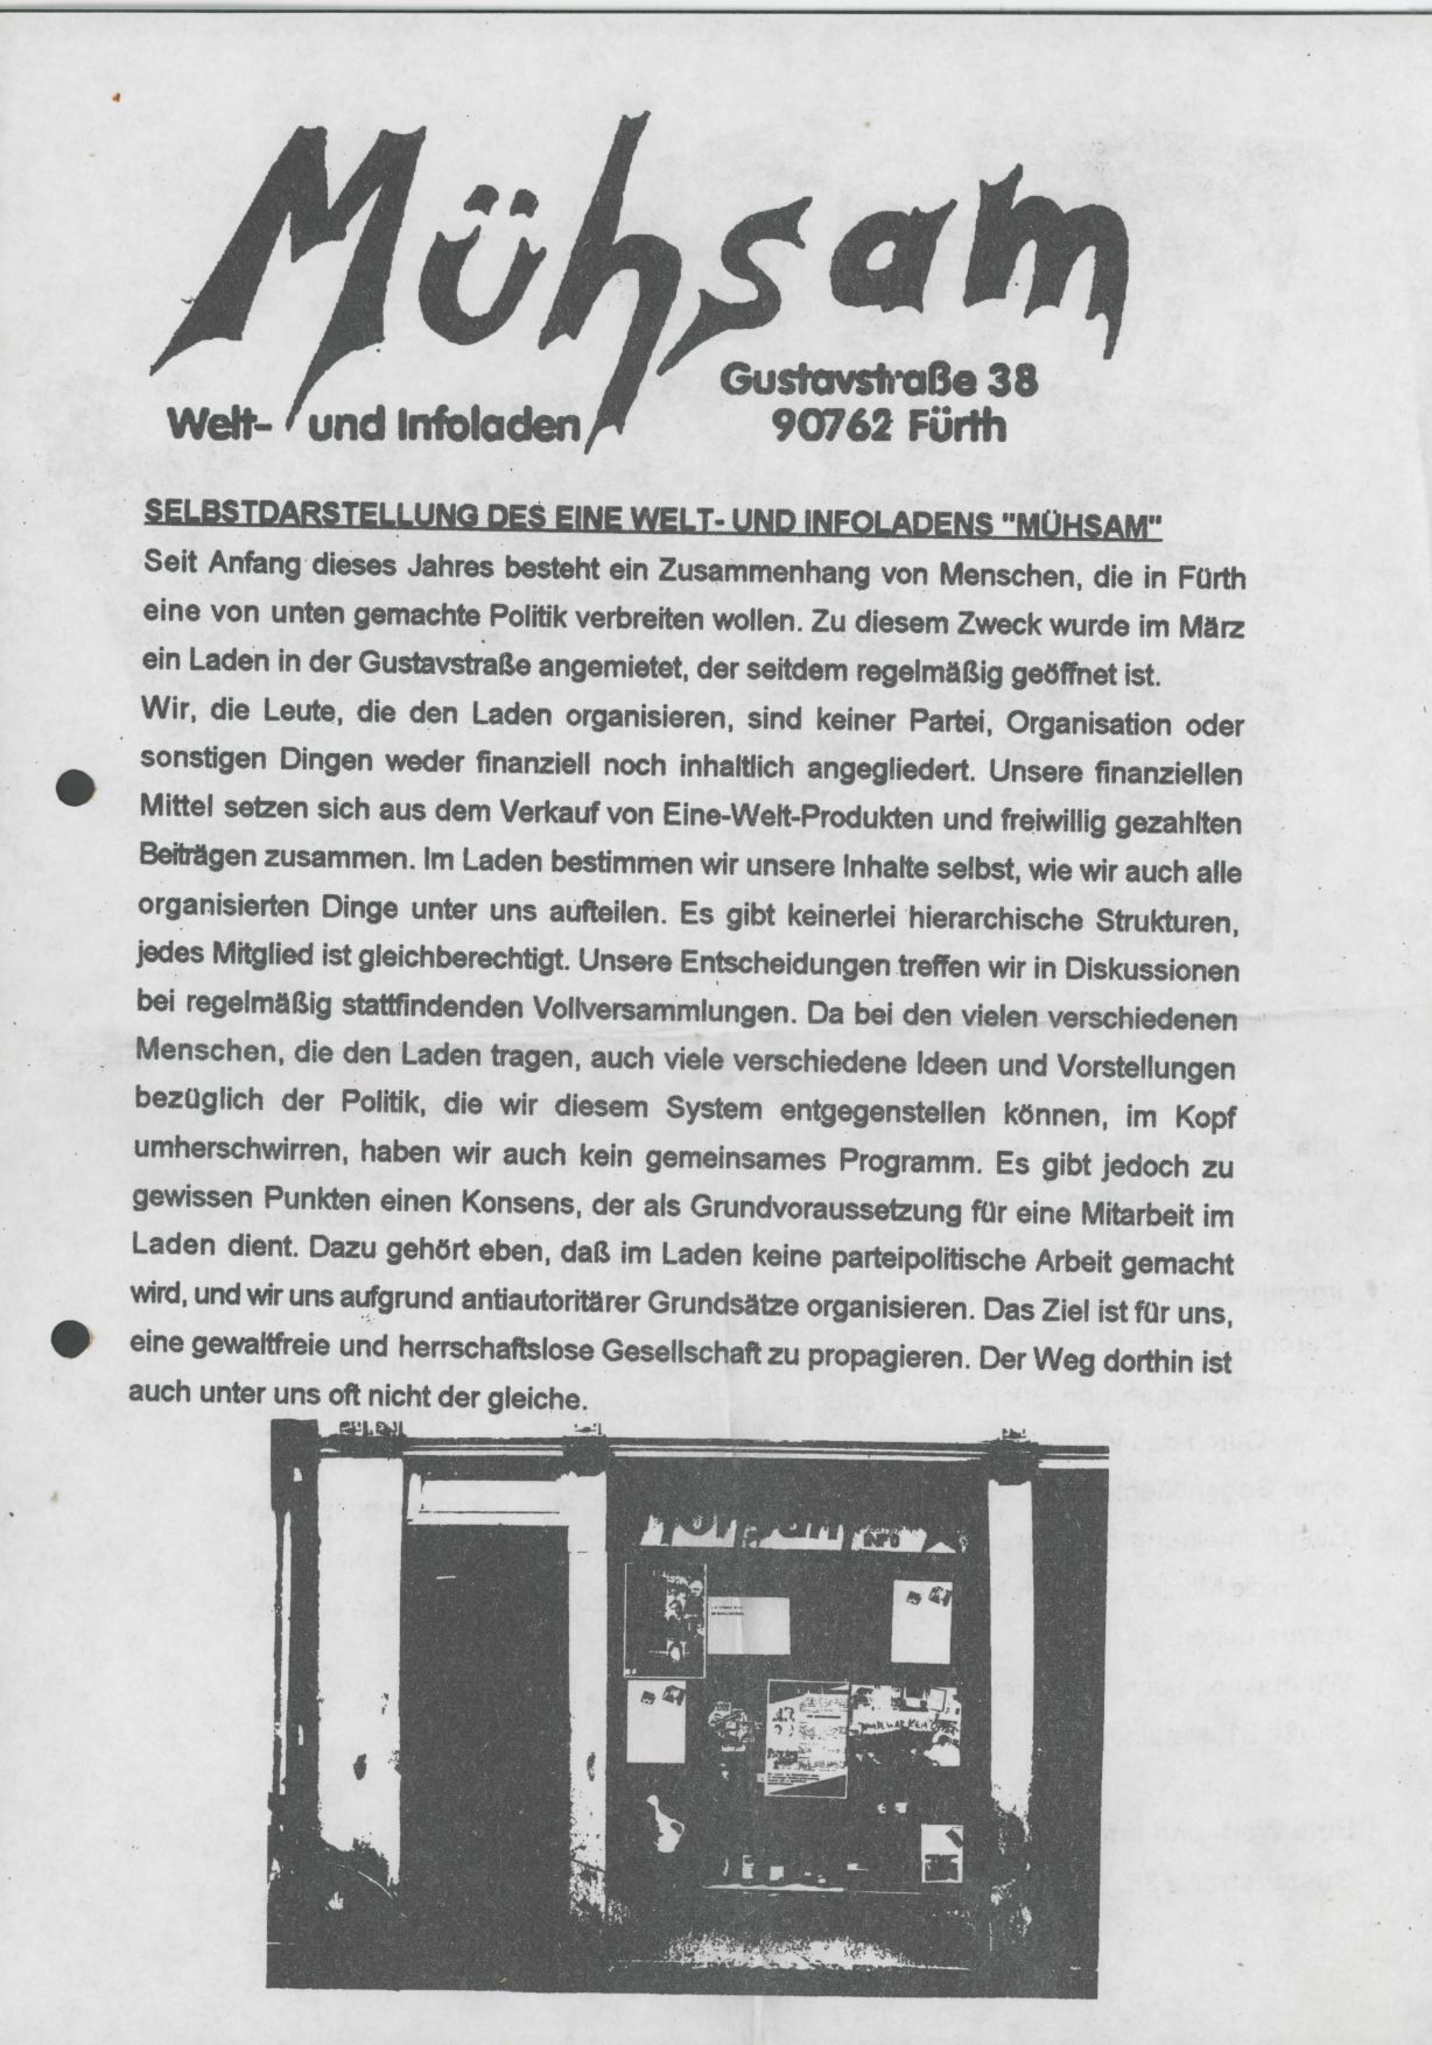 Mühsam
Welt- und Infoladen
Gustavstraße 38
90762 Fürth
SELBSTDARSTELLUNG DES EINE WELT- UND INFOLADENS "MÜHSAM"
Seit Anfang dieses Jahres besteht ein Zusammenhang von Menschen, die in Fürth
eine von unten gemachte Politik verbreiten wollen. Zu diesem Zweck wurde im März
ein Laden in der Gustavstraße angemietet, der seitdem regelmäßig geöffnet ist.
Wir, die Leute, die den Laden organisieren, sind keiner Partei, Organisation oder
sonstigen Dingen weder finanziell noch inhaltlich angegliedert. Unsere finanziellen
Mittel setzen sich aus dem Verkauf von Eine-Welt-Produkten und freiwillig gezahlten
Beiträgen zusammen. Im Laden bestimmen wir unsere Inhalte selbst, wie wir auch alle
organisierten Dinge unter uns aufteilen. Es gibt keinerlei hierarchische Strukturen,
jedes Mitglied ist gleichberechtigt. Unsere Entscheidungen treffen wir in Diskussionen
bei regelmäßig stattfindenden Vollversammlungen. Da bei den vielen verschiedenen
Menschen, die den Laden tragen, auch viele verschiedene Ideen und Vorstellungen
bezüglich der Politik, die wir diesem System entgegenstellen können, im Kopf
umherschwirren, haben wir auch kein gemeinsames Programm. Es gibt jedoch zu
gewissen Punkten einen Konsens, der als Grundvoraussetzung für eine Mitarbeit im
Laden dient. Dazu gehört eben, daß im Laden keine parteipolitische Arbeit gemacht
wird, und wir uns aufgrund antiautoritärer Grundsätze organisieren. Das Ziel ist für uns,
eine gewaltfreie und herrschaftslose Gesellschaft zu propagieren. Der Weg dorthin ist
auch unter uns oft nicht der gleiche.
INFO